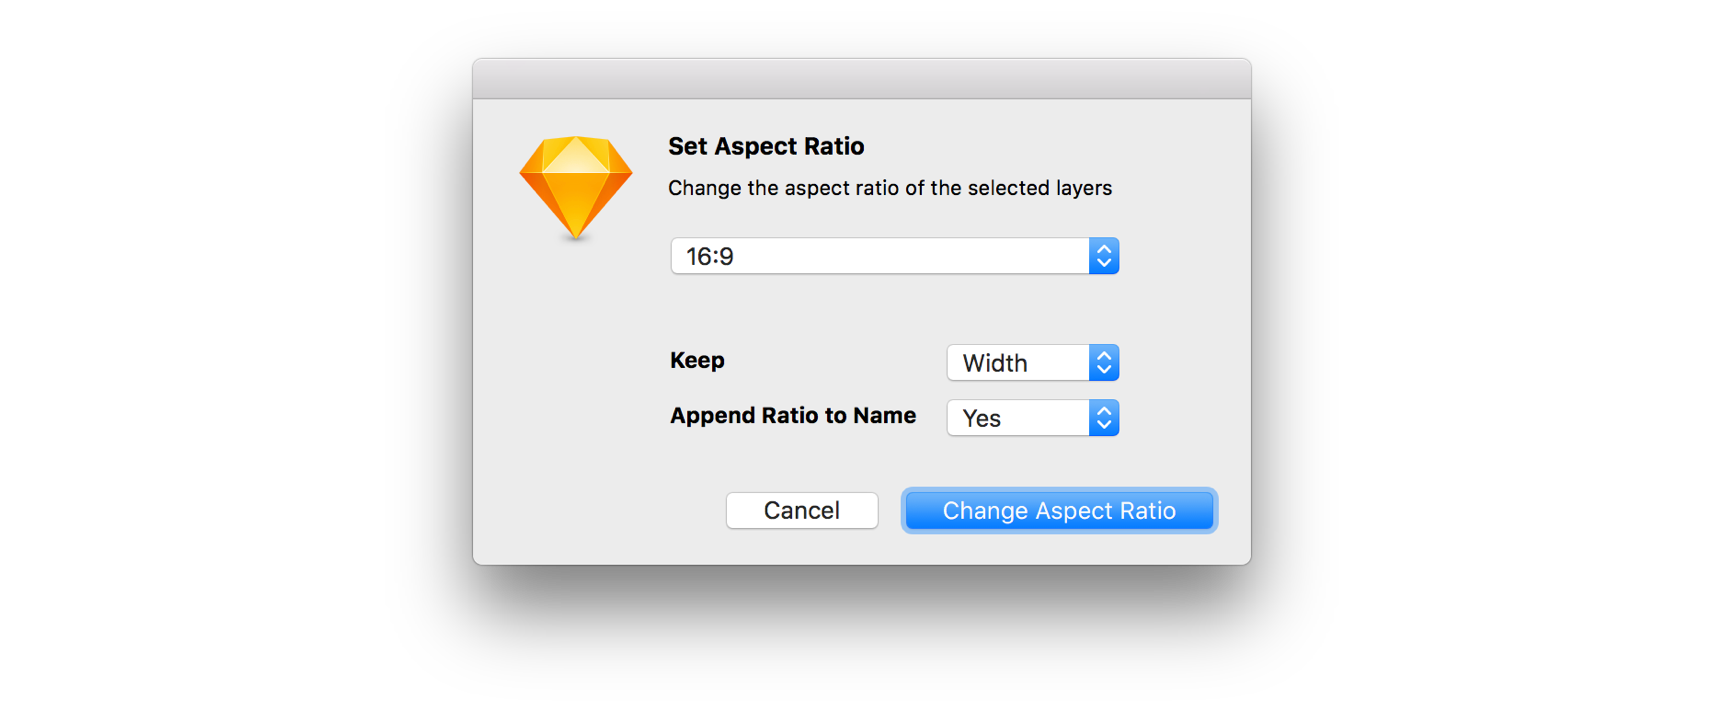 Set Aspect Ratio
Change the aspect ratio of the selected layers
16:9
Keep
Width
Append Ratio to Name
Yes
Cancel
Change Aspect Ratio